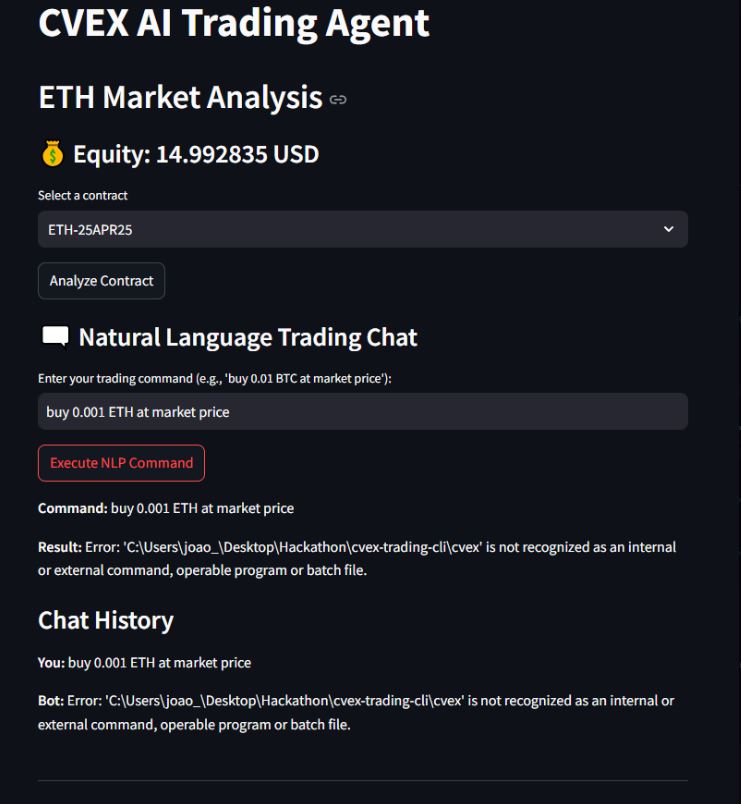 CVEX AI Trading Agent
ETH Market Analysis
Equity: 14.992835 USD
Select a contract
ETH-25APR25
Analyze Contract
Natural Language Trading Chat
Enter your trading command (e.g., 'buy 0.01 BTC at market price'):
buy 0.001 ETH at market price
Execute NLP Command
Command: buy 0.001 ETH at market price
Result: Error: 'C:\Users\joao_\Desktop\Hackathon\cvex-trading-cli\cvex' is not recognized as an internal
or external command, operable program or batch file.
Chat History
You: buy 0.001 ETH at market price
Bot: Error: 'C:\Users\joao_\Desktop\Hackathon\cvex-trading-cli\cvex' is not recognized as an internal or
external command, operable program or batch file.